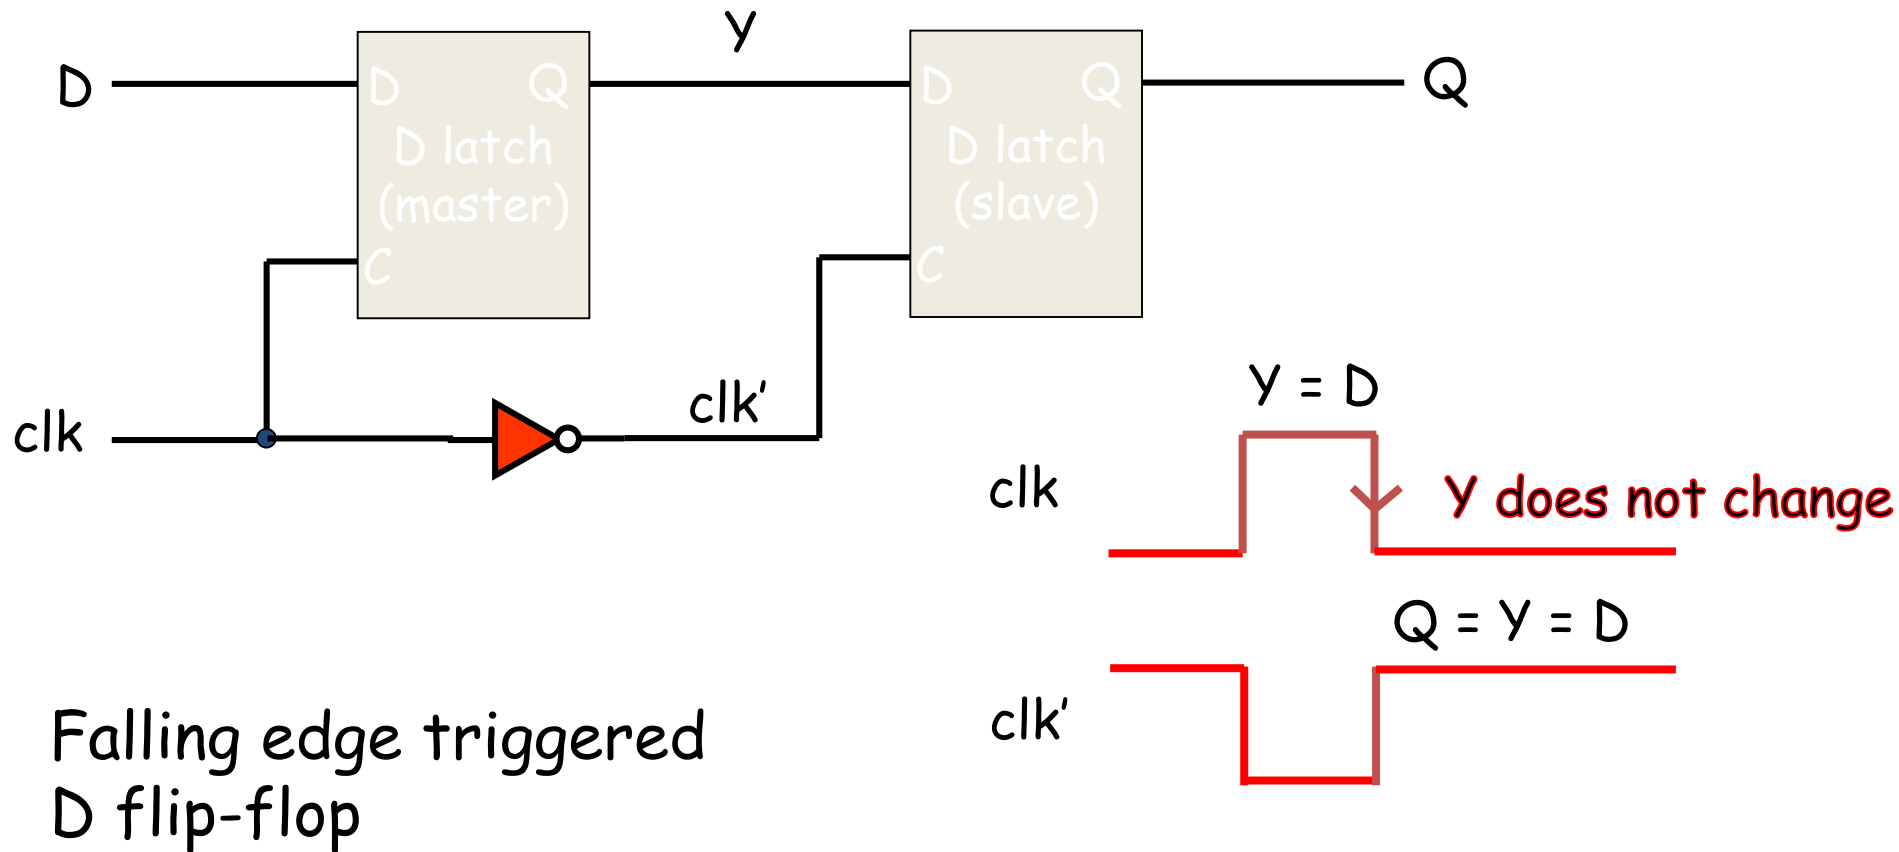 Y
D
D
Q
D latch
(master)
C
D
Q
D latch
(slave)
C
Q
clk
clk'
Y = D
clk
Y does not change
Q = Y = D
clk'
Falling edge triggered
D flip-flop